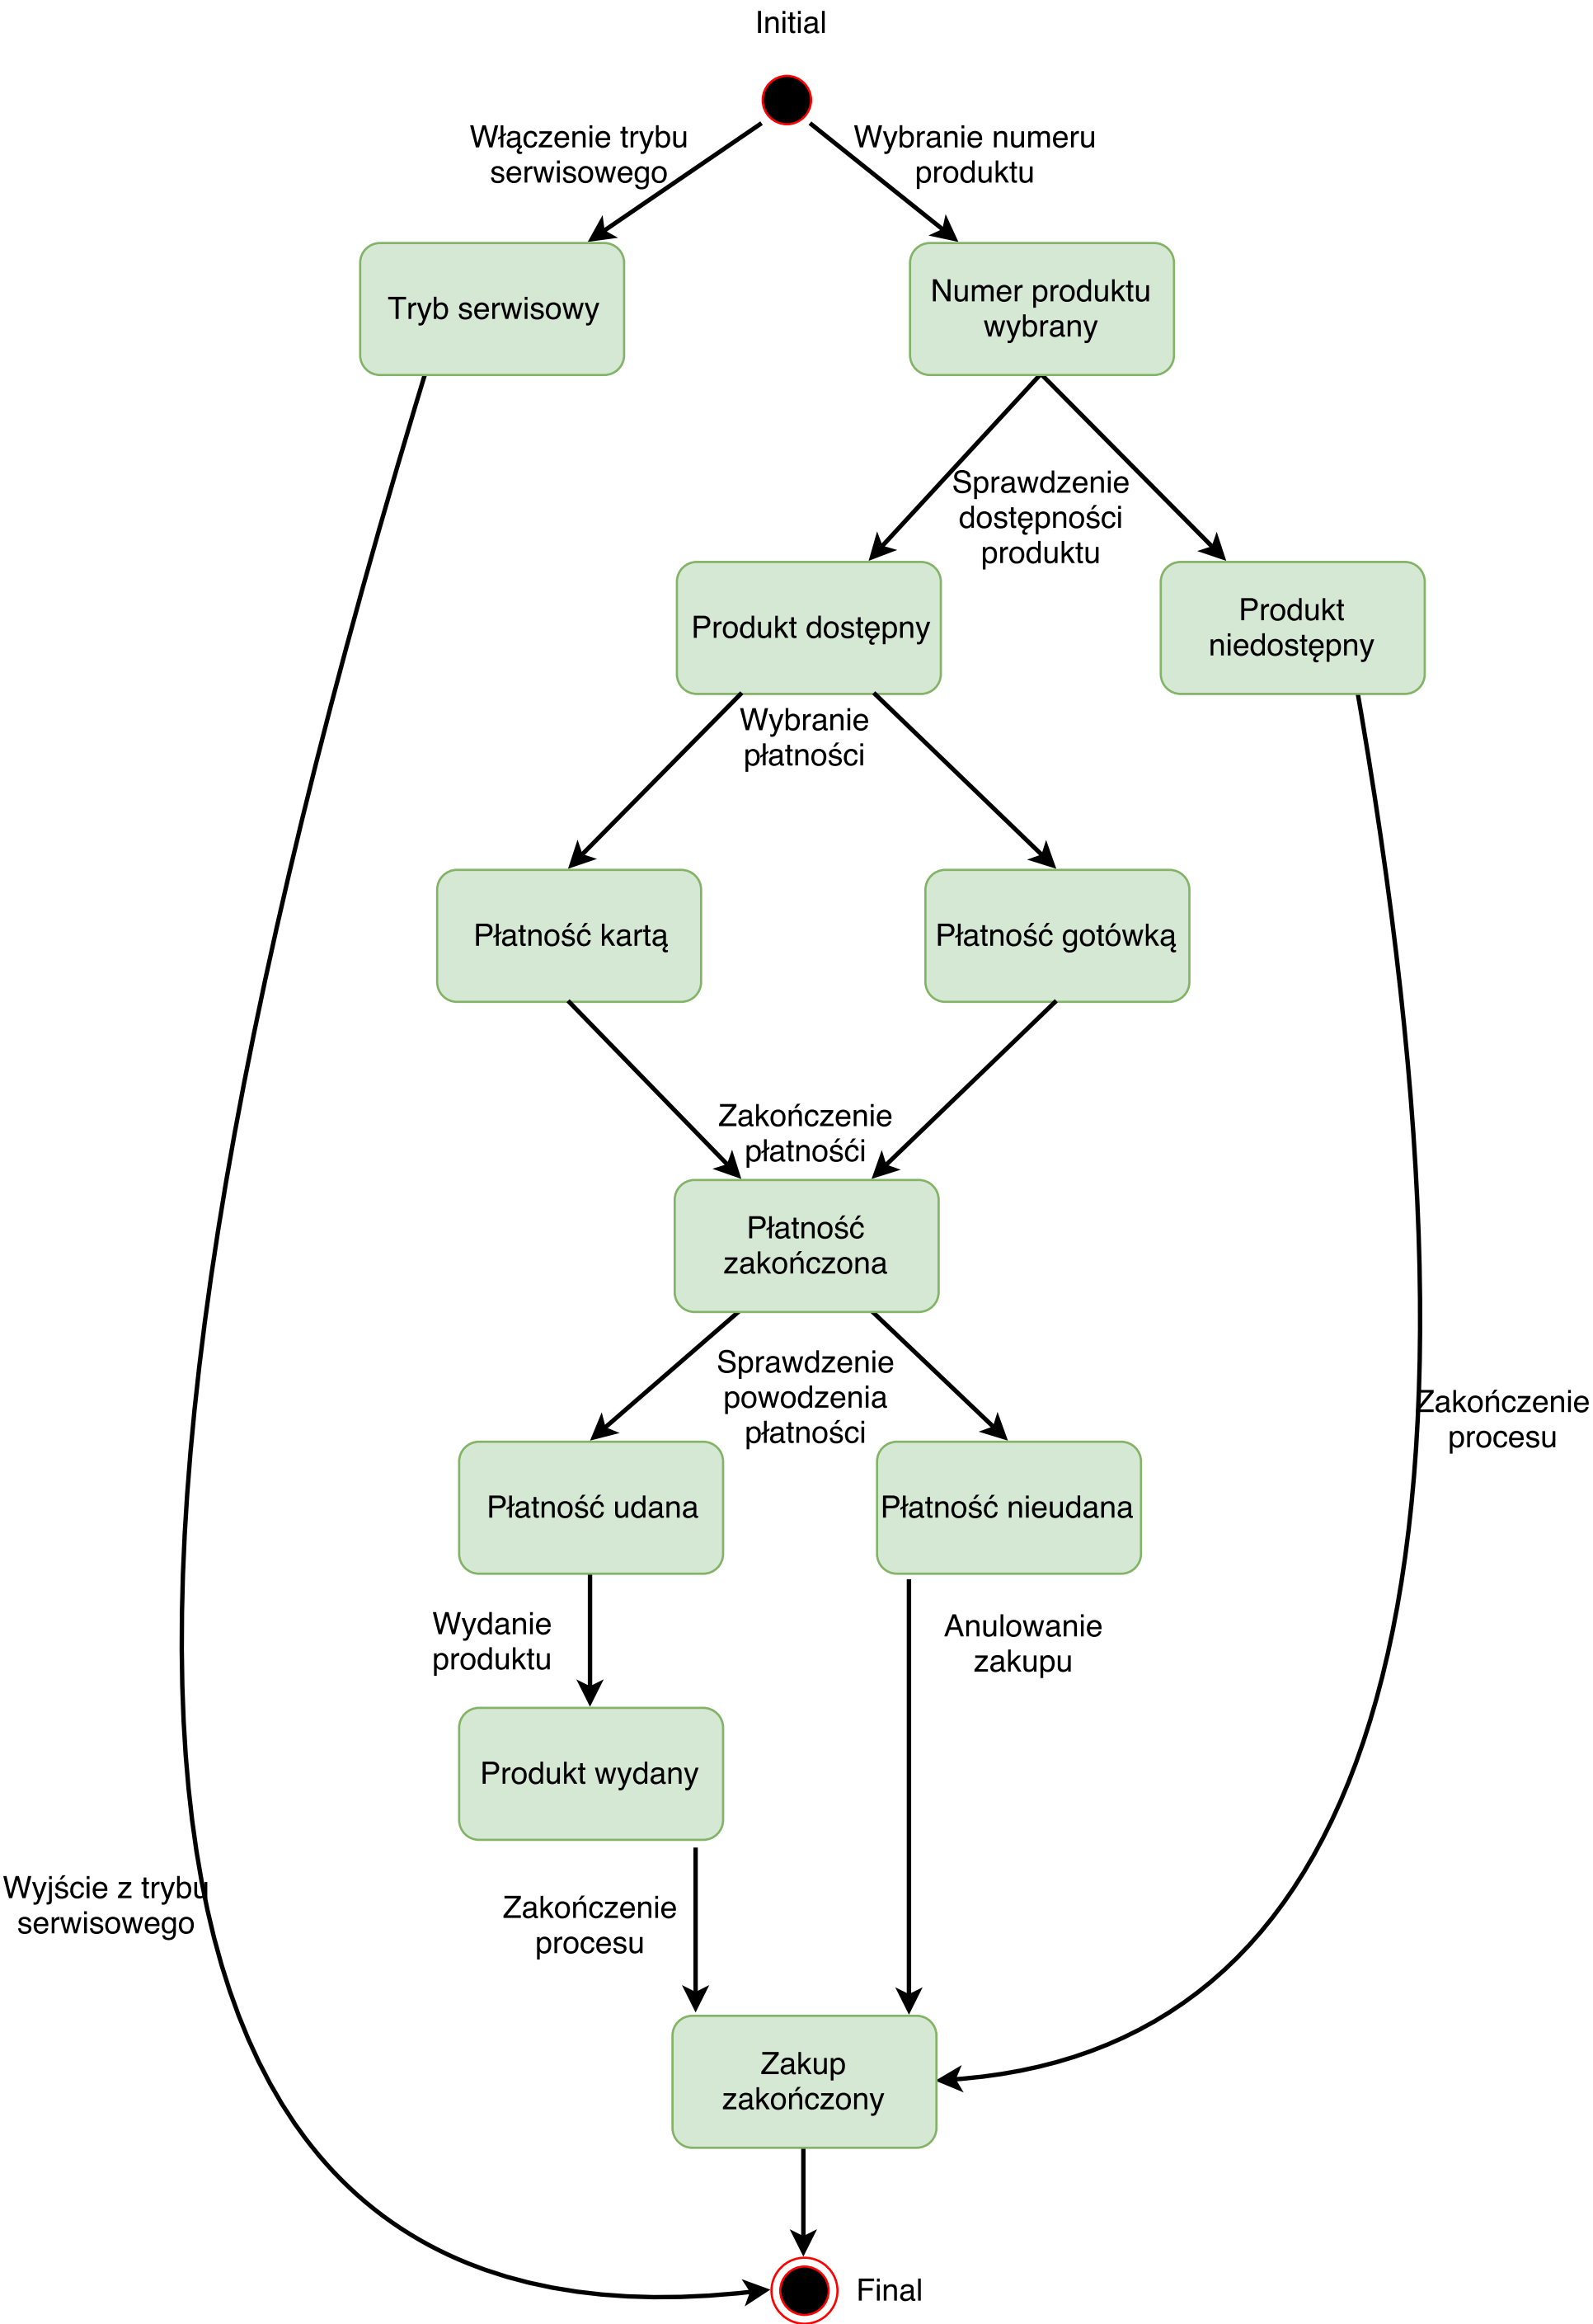 Initial
Włączenie trybu
serwisowego
Wybranie numeru
produktu
Tryb serwisowy
Numer produktu
wybrany
Sprawdzenie
dostępności
produktu
Produkt dostępny
Produkt
niedostępny
Wybranie
płatności
Płatność kartą
Płatność gotówką
Zakończenie
płatnośći
Płatność
zakończona
Sprawdzenie
powodzenia
płatności
Zakończenie
procesu
Płatność udana
Płatność nieudana
Wydanie
produktu
Anulowanie
zakupu
Produkt wydany
Wyjście z trybu
serwisowego
Zakończenie
procesu
Zakup
zakończony
Final